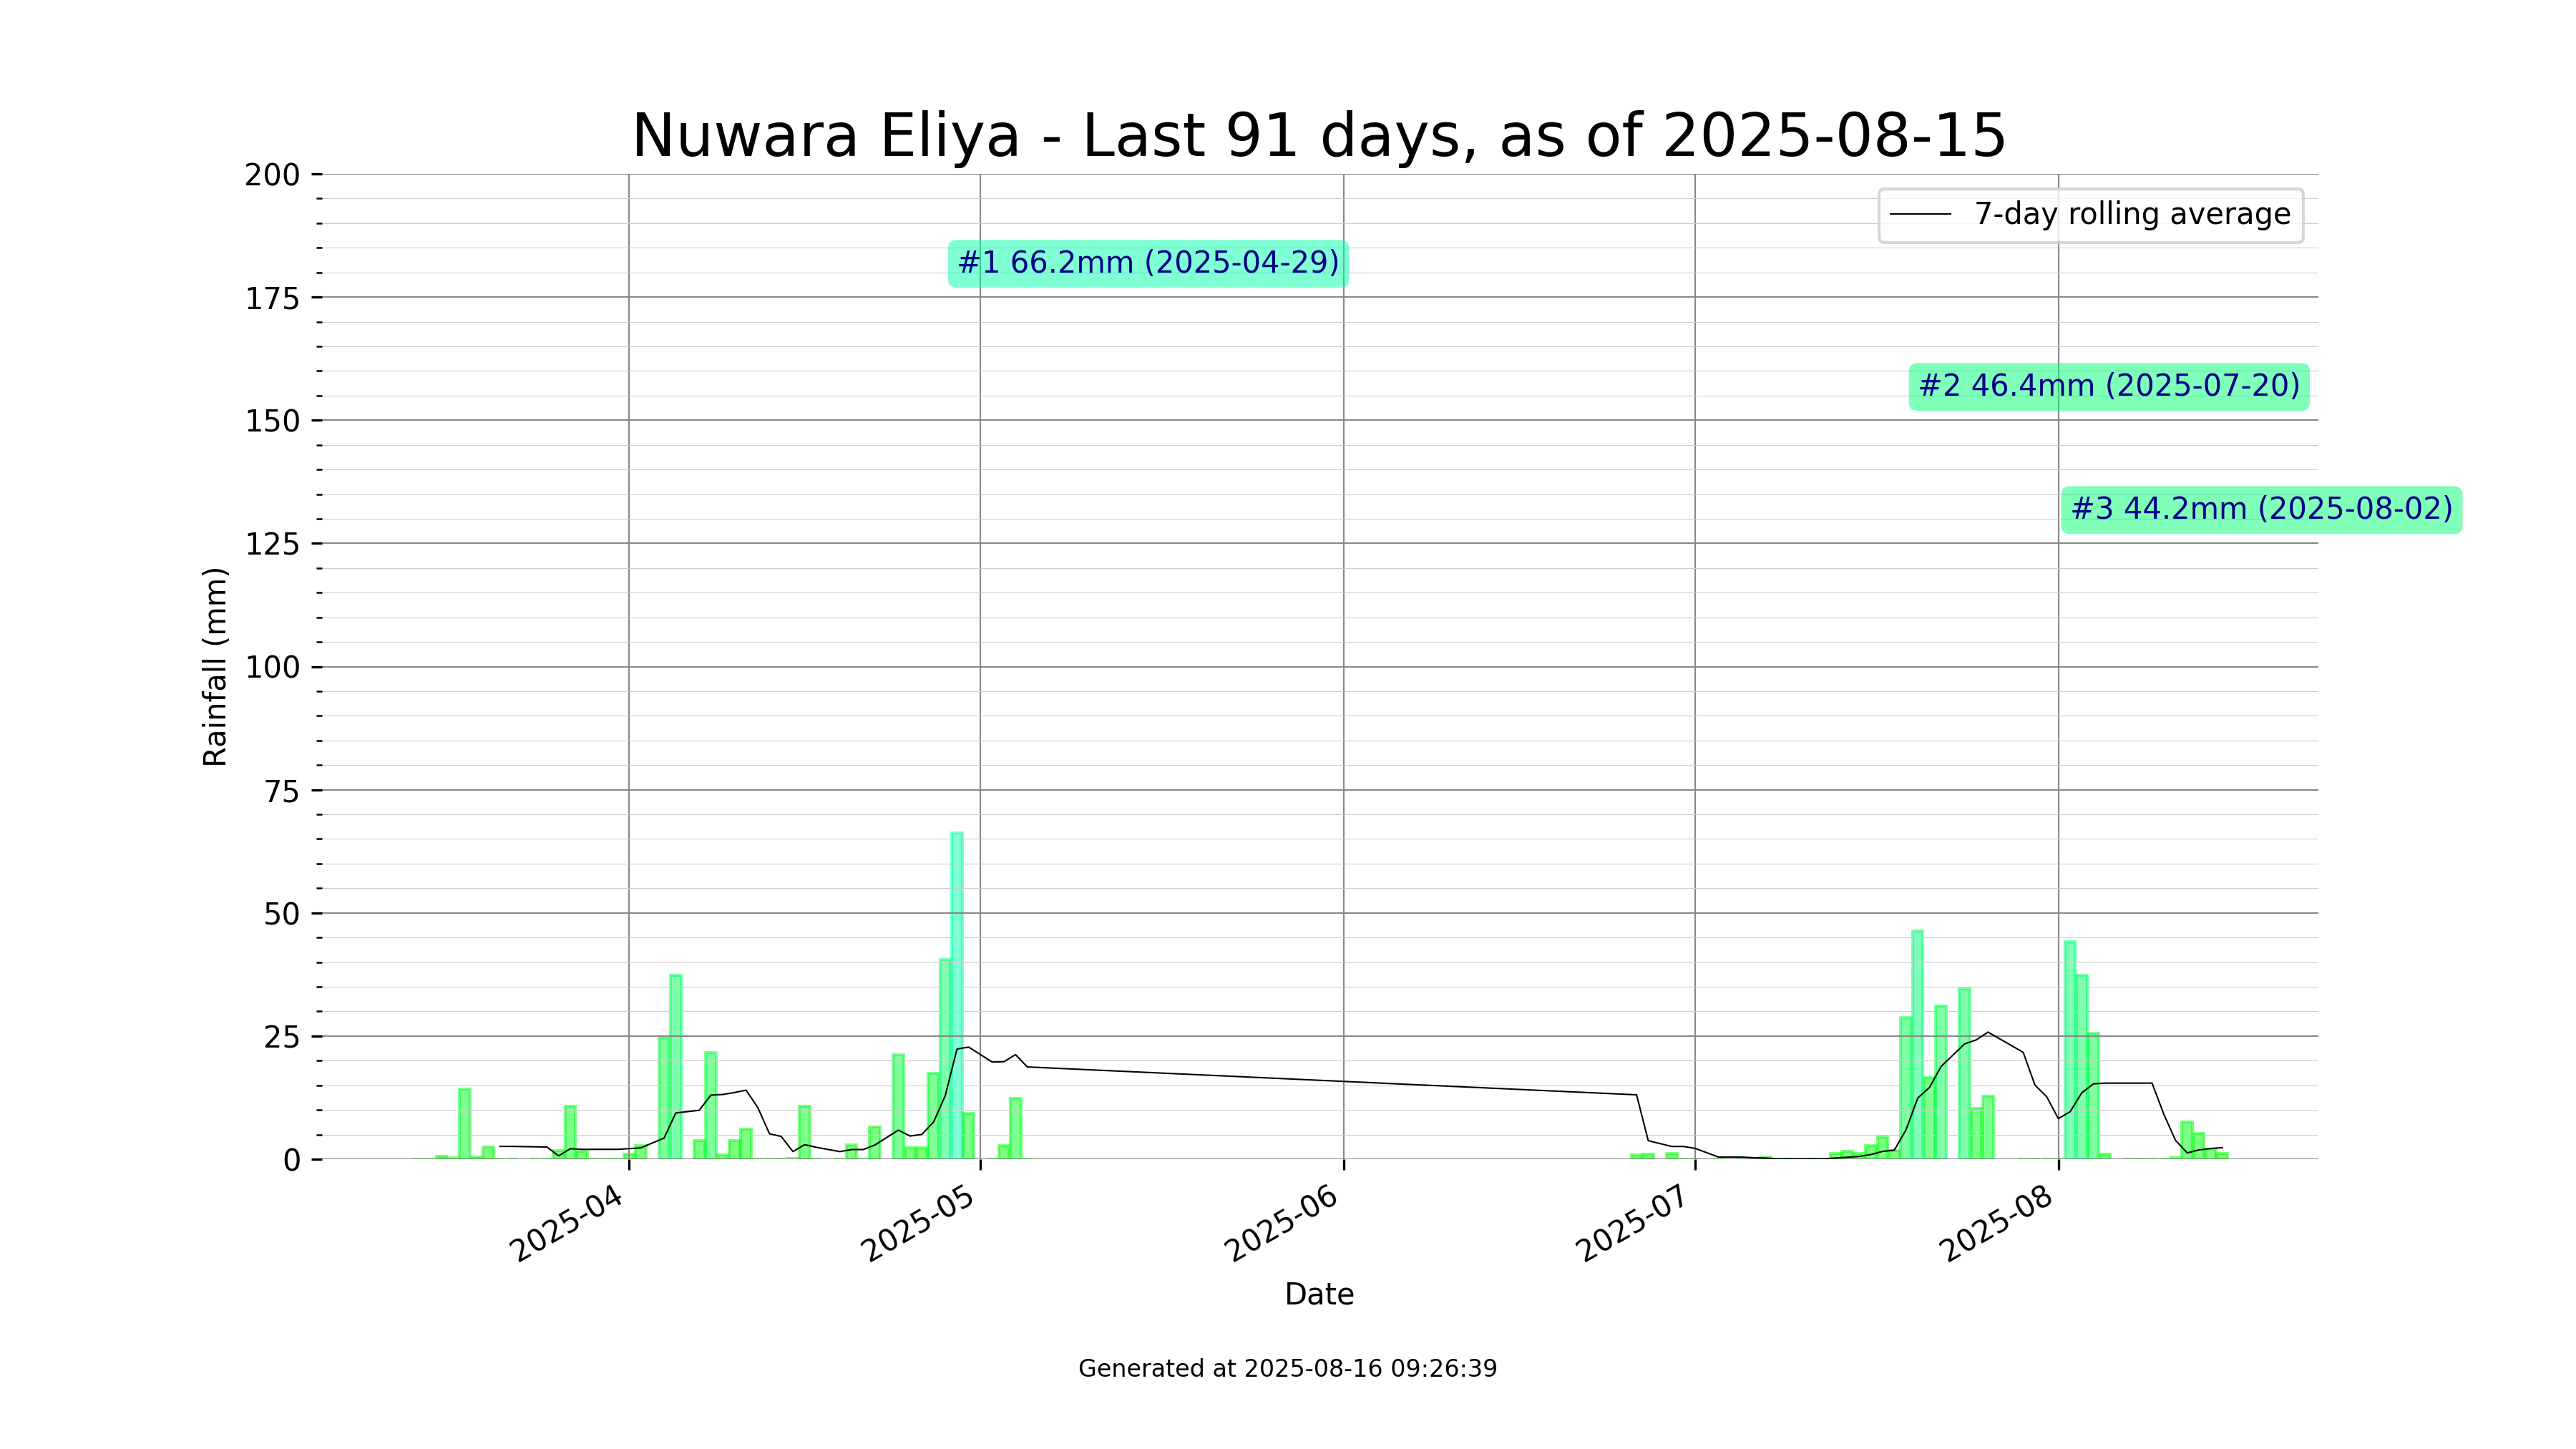 Nuwara Eliya - Last 91 days, as of 2025-08-15
200
175
150
125
100
75
50
25
0
Rainfall (mm)
7-day rolling average
#1 66.2mm (2025-04-29)
#2 46.4mm (2025-07-20)
#3 44.2mm (2025-08-02)
2025-04
2025-05
2025-06
2025-07
2025-08
Date
Generated at 2025-08-16 09:26:39